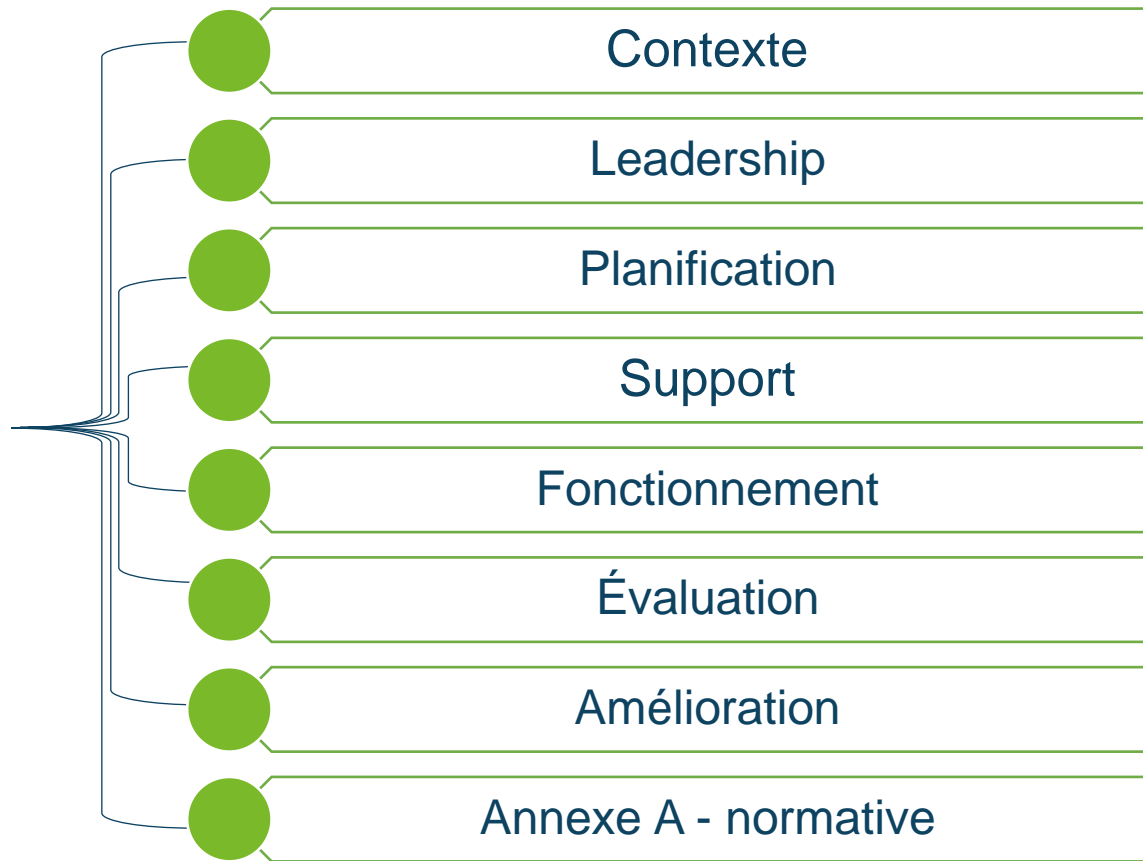 Contexte
Leadership
Planification
Support
Fonctionnement
Évaluation
Amélioration
Annexe A - normative